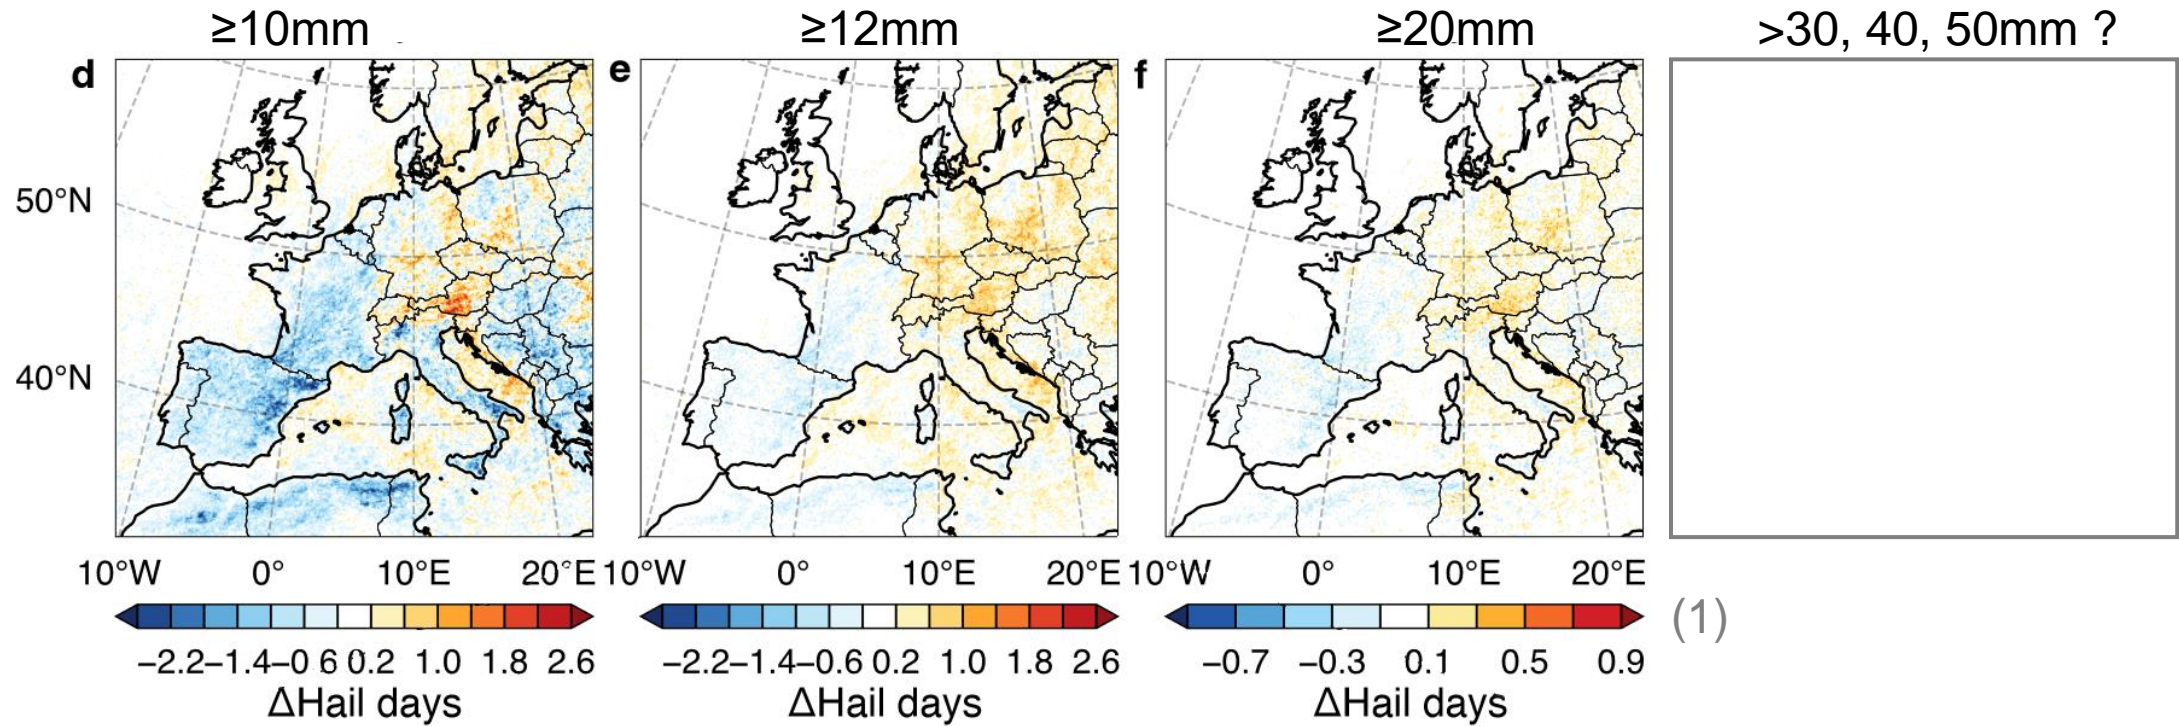 ≥10mm ≥12mm ≥20mm >30, 40, 50mm ?
d e f
50°N
40°N
10°W 0° 10°E 20°E 10°W 0° 10°E 20°E 10°W 0° 10°E 20°E
(1)
−2.2 −1.4 −0 6 0.2 1.0 1.8 2.6 −2.2 −1.4 −0.6 0.2 1.0 1.8 2.6 −0.7 −0.3 0.1 0.5 0.9
ΔHail days ΔHail days ΔHail days